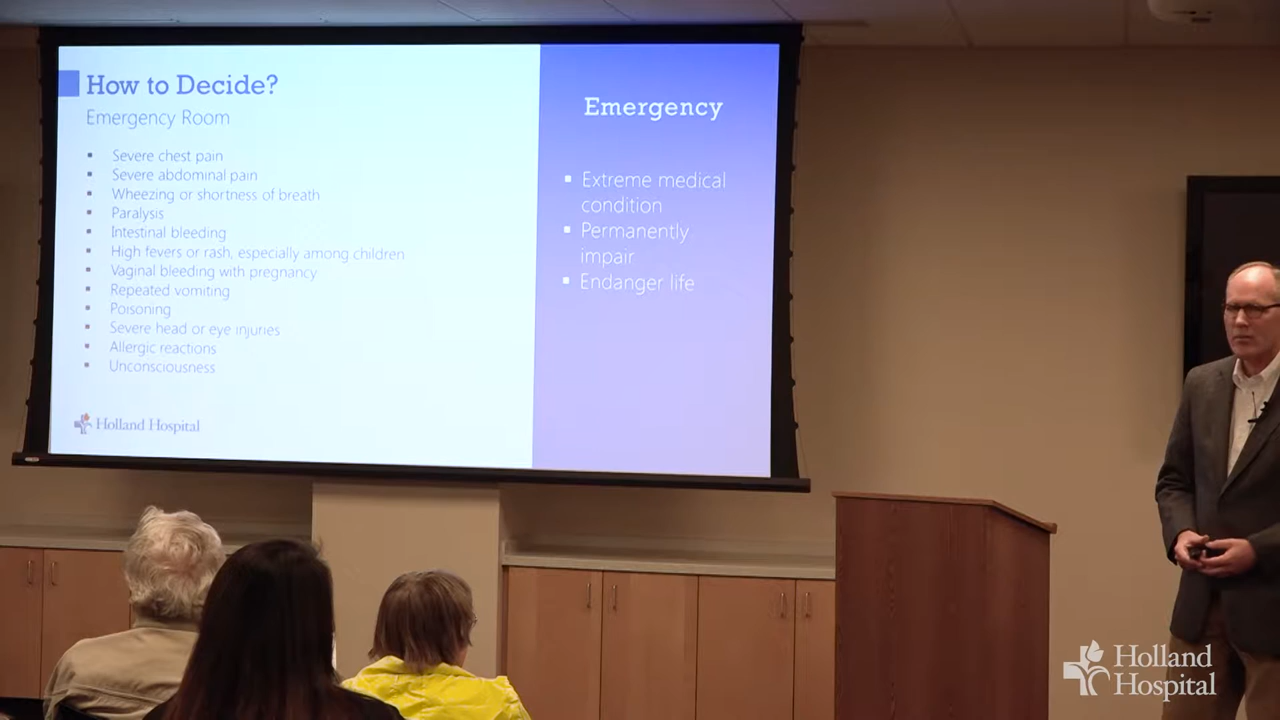 How to Decide?
Emergency Room
▪ Severe chest pain
▪ Severe abdominal pain
▪ Wheezing or shortness of breath
▪ Paralysis
▪ Intestinal bleeding
▪ High fevers or rash, especially among children
▪ Vaginal bleeding with pregnancy
▪ Repeated vomiting
▪ Poisoning
▪ Severe head or eye injuries
▪ Allergic reactions
▪ Unconsciousness
Holland Hospital
Emergency
▪ Extreme medical
condition
▪ Permanently
impair
▪ Endanger life
Holland
Hospital